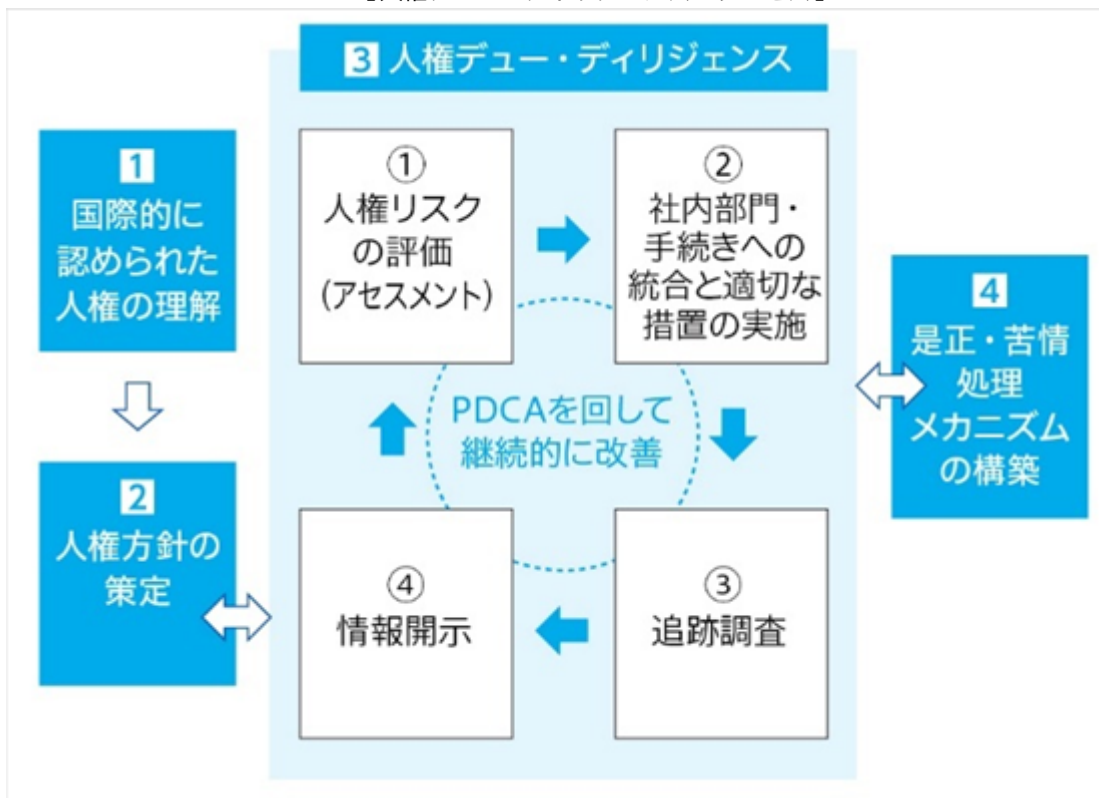 3 人権デュー・ディリジェンス
1
国際的に
認められた
人権の理解
2
人権方針の
策定
①
人権リスク
の評価
(アセスメント)
②
社内部門・
手続きへの
統合と適切な
措置の実施
PDCAを回して
継続的に改善
④
情報開示
③
追跡調査
4
是正・苦情
処理
メカニズム
の構築